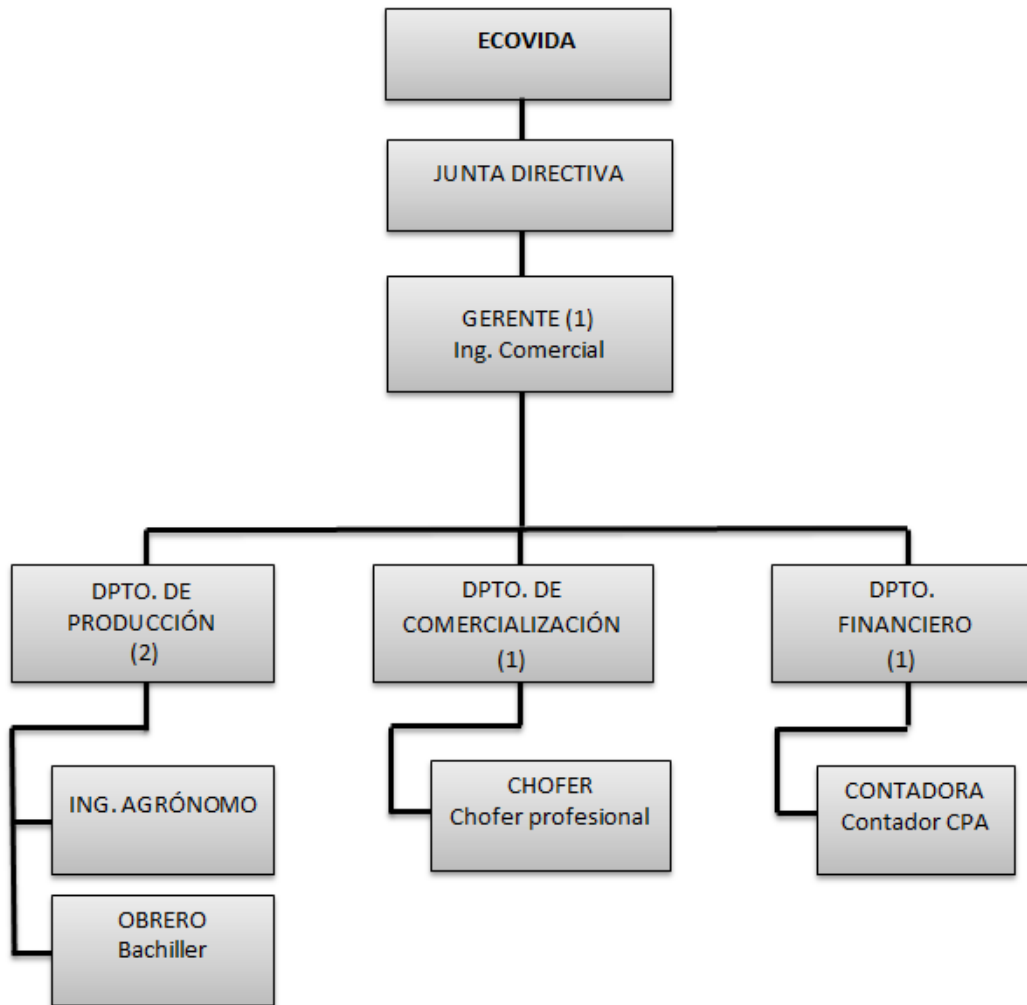 ECOVIDA
JUNTA DIRECTIVA
GERENTE (1)
Ing. Comercial
DPTO. DE
PRODUCCIÓN
(2)
DPTO. DE
COMERCIALIZACIÓN
(1)
DPTO.
FINANCIERO
(1)
ING. AGRÓNOMO
OBRERO
Bachiller
CHOFER
Chofer profesional
CONTADORA
Contador CPA